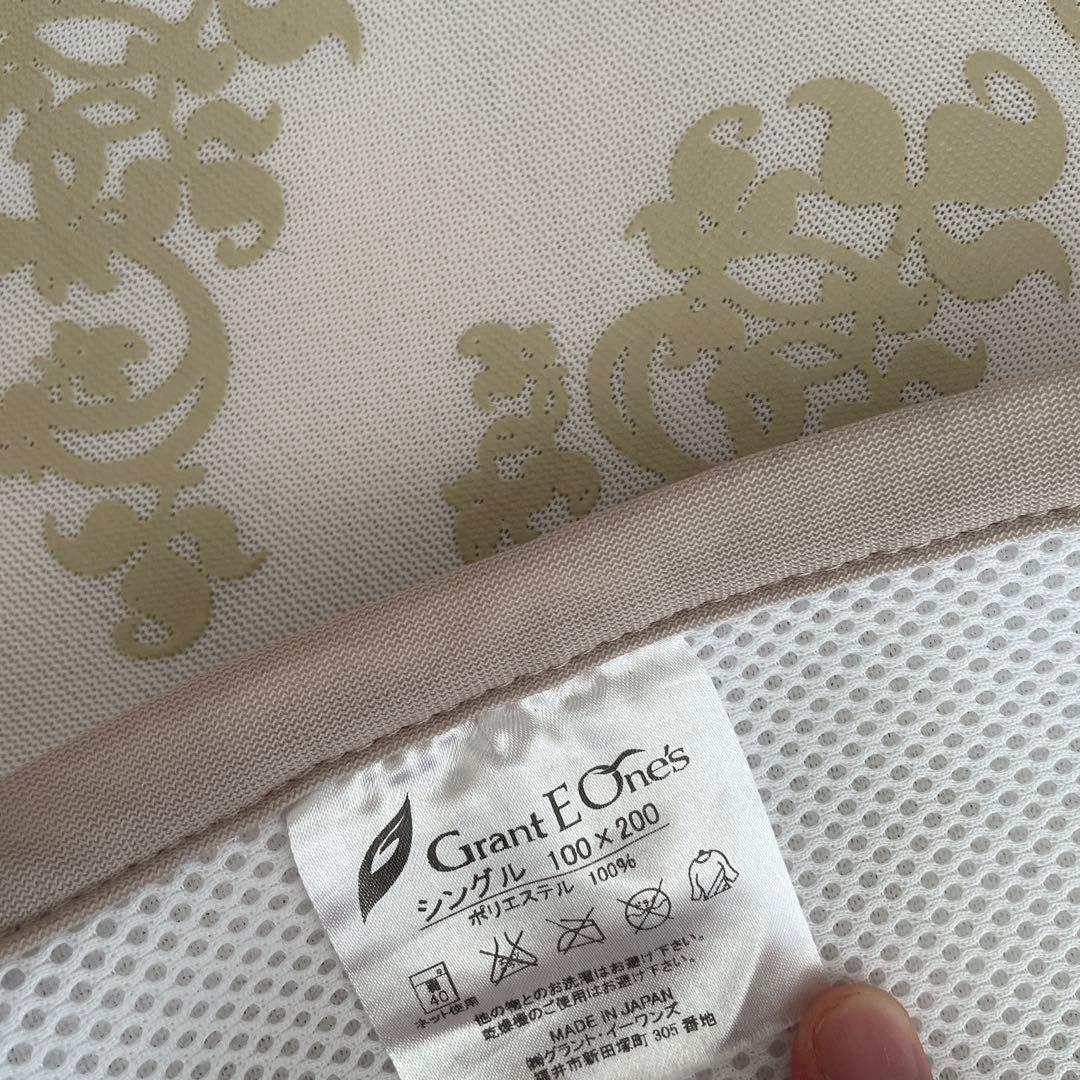 Grant E One's
シングル 100×200
ポリエステル 100%
弱
40
ネット使用
他の物とのお洗濯はお避け下さい。
乾燥機のご使用はお避け下さい。
MADE IN JAPAN
㈱グラント・イーワンズ
井市新田塚町 305 番地